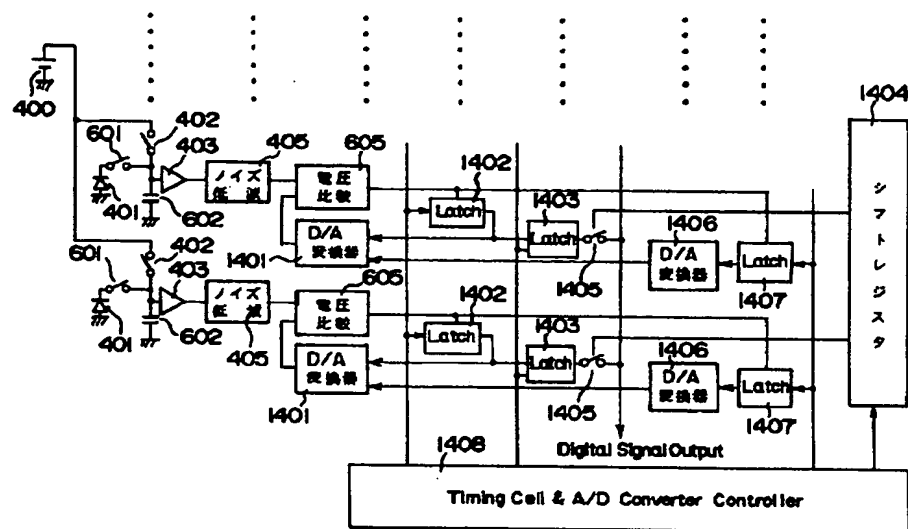 1404
400
402
601
403
405
605
1402
1403
シフトレジスタ
ノイズ
低減
電圧
比較
Latch
Latch
401
602
D/A
変換器
1406
D/A
変換器
Latch
402
601
403
1401
605
1405
1407
ノイズ
低減
電圧
比較
1402
1403
401
602
405
Latch
Latch
1406
D/A
変換器
D/A
変換器
Latch
1401
1405
1407
1408
Digital Signal Output
Timing Cell & A/D Converter Controller